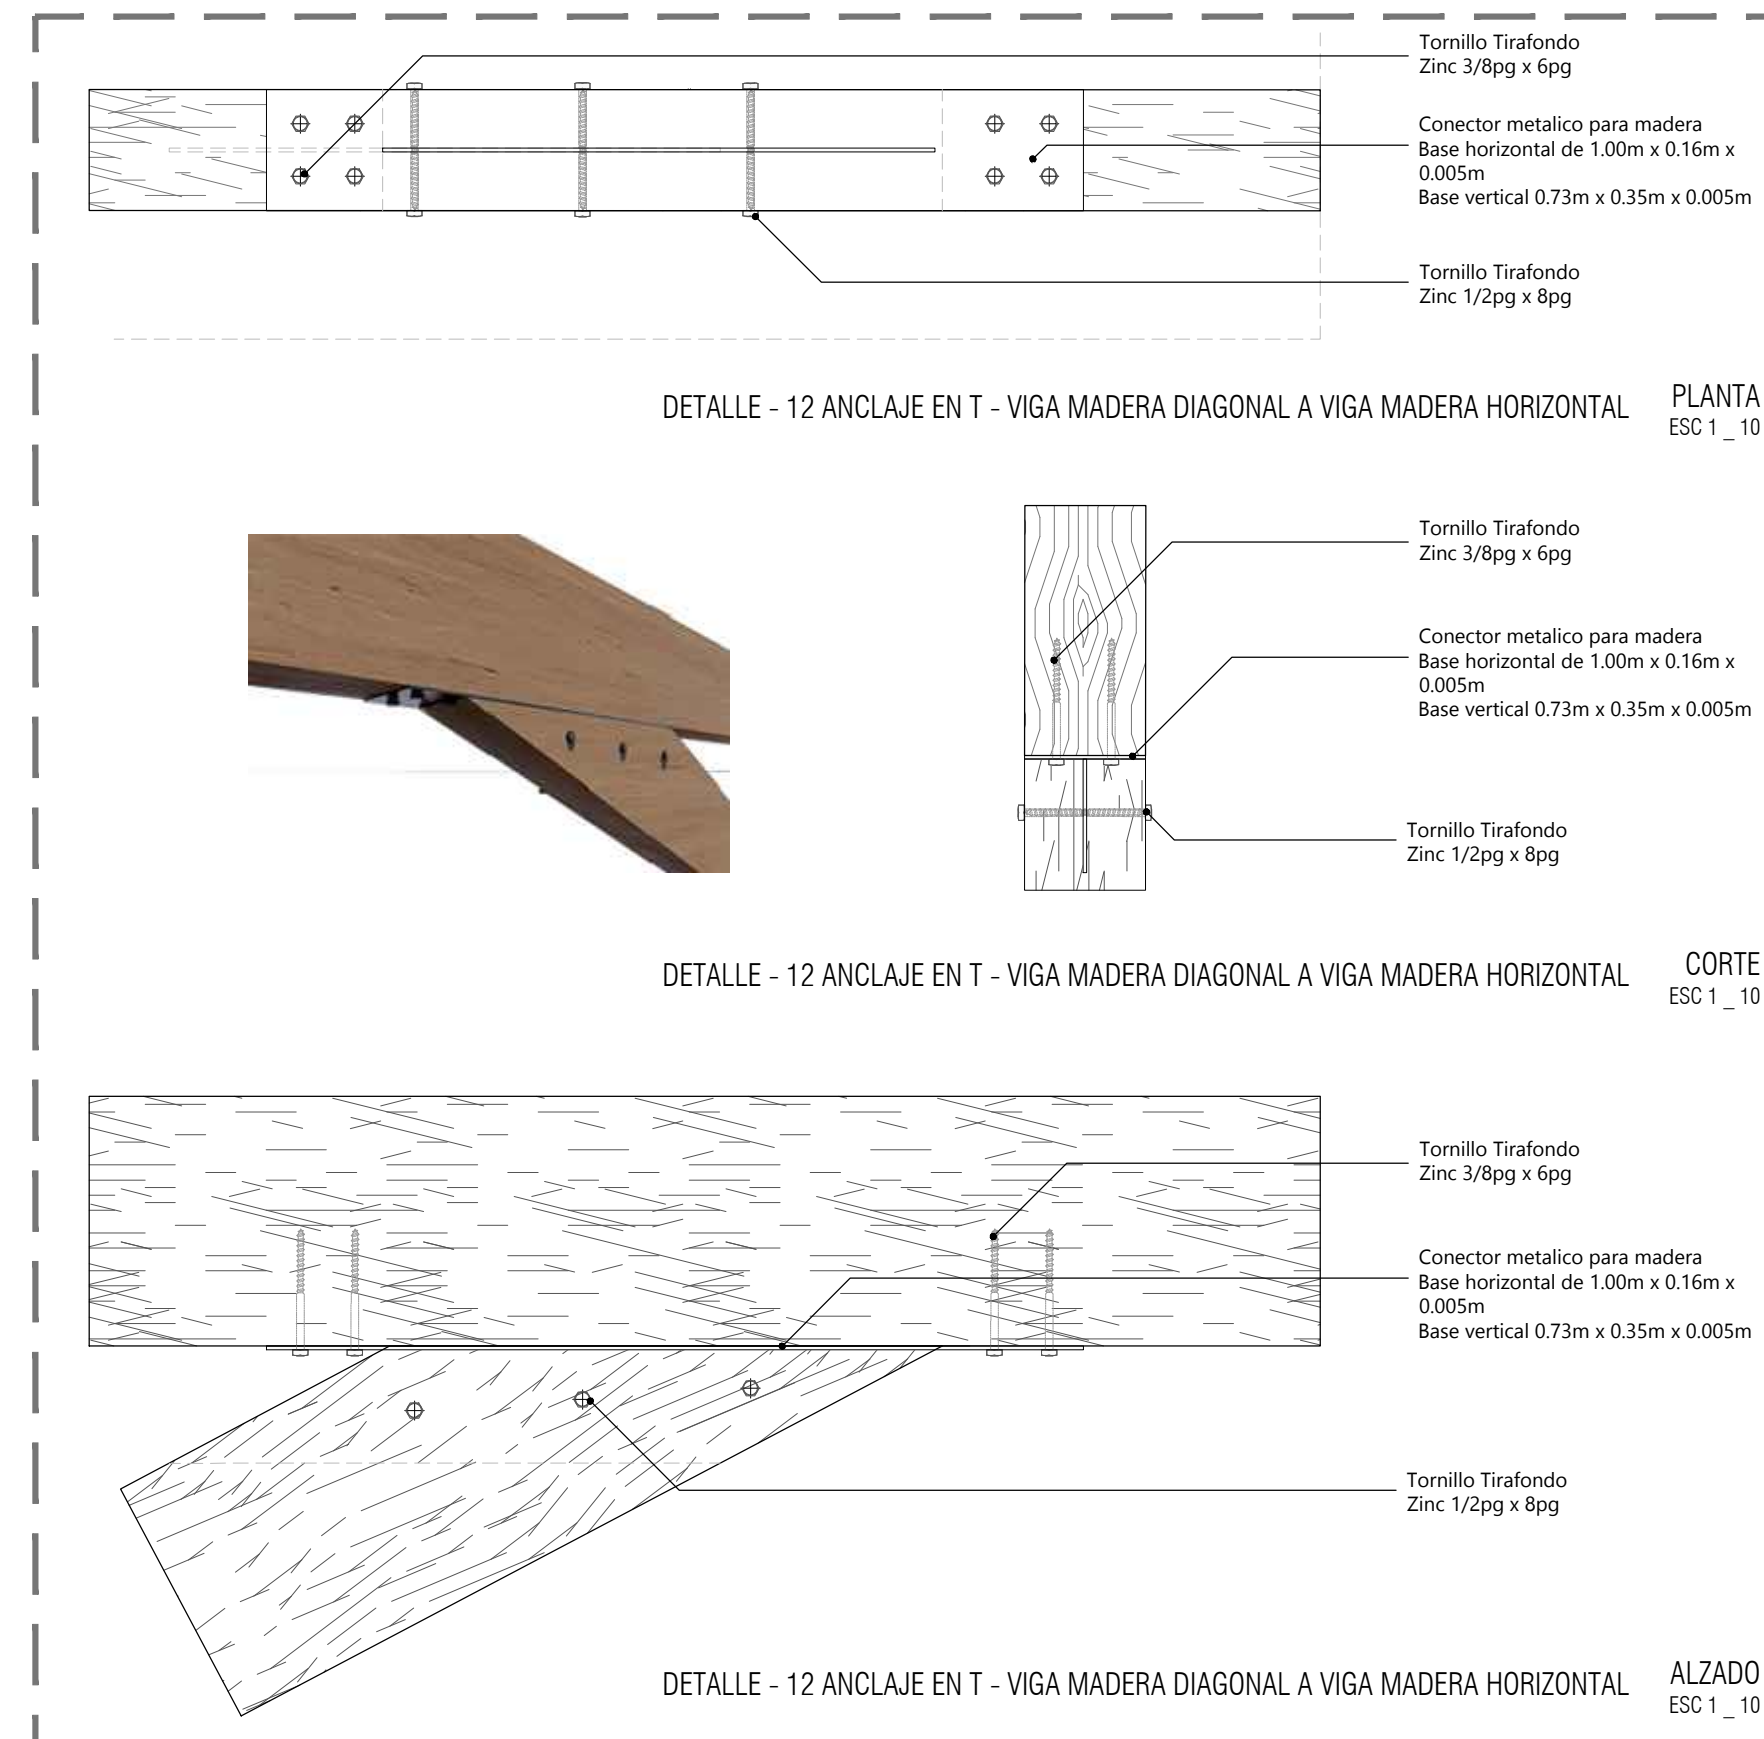 Tornillo Tirafondo
Zinc 3/8pg x 6pg
Conector metalico para madera
Base horizontal de 1.00m x 0.16m x
0.005m
Base vertical 0.73m x 0.35m x 0.005m
Tornillo Tirafondo
Zinc 1/2pg x 8pg
DETALLE - 12 ANCLAJE EN T - VIGA MADERA DIAGONAL A VIGA MADERA HORIZONTAL
PLANTA
ESC 1 _ 10
Tornillo Tirafondo
Zinc 3/8pg x 6pg
Conector metalico para madera
Base horizontal de 1.00m x 0.16m x
0.005m
Base vertical 0.73m x 0.35m x 0.005m
Tornillo Tirafondo
Zinc 1/2pg x 8pg
DETALLE - 12 ANCLAJE EN T - VIGA MADERA DIAGONAL A VIGA MADERA HORIZONTAL
CORTE
ESC 1 _ 10
Tornillo Tirafondo
Zinc 3/8pg x 6pg
Conector metalico para madera
Base horizontal de 1.00m x 0.16m x
0.005m
Base vertical 0.73m x 0.35m x 0.005m
Tornillo Tirafondo
Zinc 1/2pg x 8pg
DETALLE - 12 ANCLAJE EN T - VIGA MADERA DIAGONAL A VIGA MADERA HORIZONTAL
ALZADO
ESC 1 _ 10